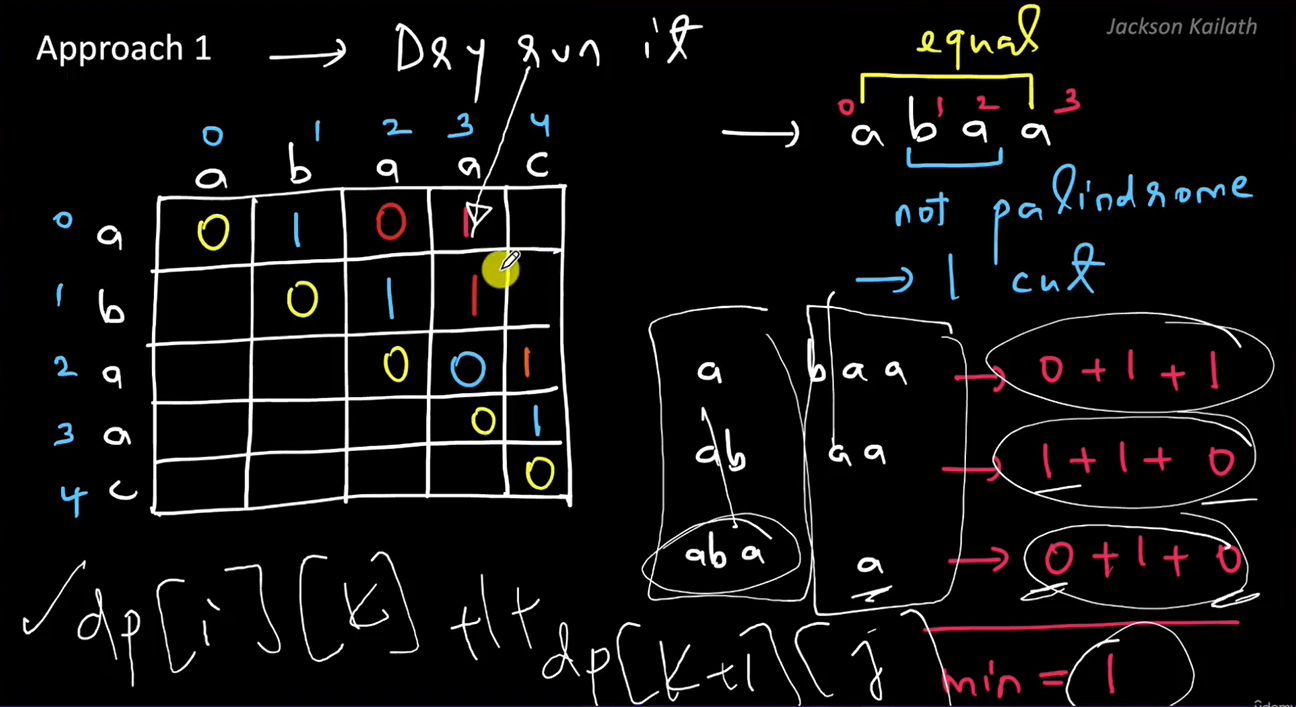 Approach 1 → Dry run it
Jackson Kailath
equal
0 1 2 3
→ a b a a
not palindrome
→ 1 cut
0 1 2 3 4
a b a a c
0 a 0 1 0 1
1 b 0 1 1
2 a 0 0 1
3 a 0 1
4 c 0
a baa → 0 + 1 + 1
ab aa → 1 + 1 + 0
aba a → 0 + 1 + 0
min = 1
✓ dp[i][k] + 1 + dp[k+1][j]
ûdemy